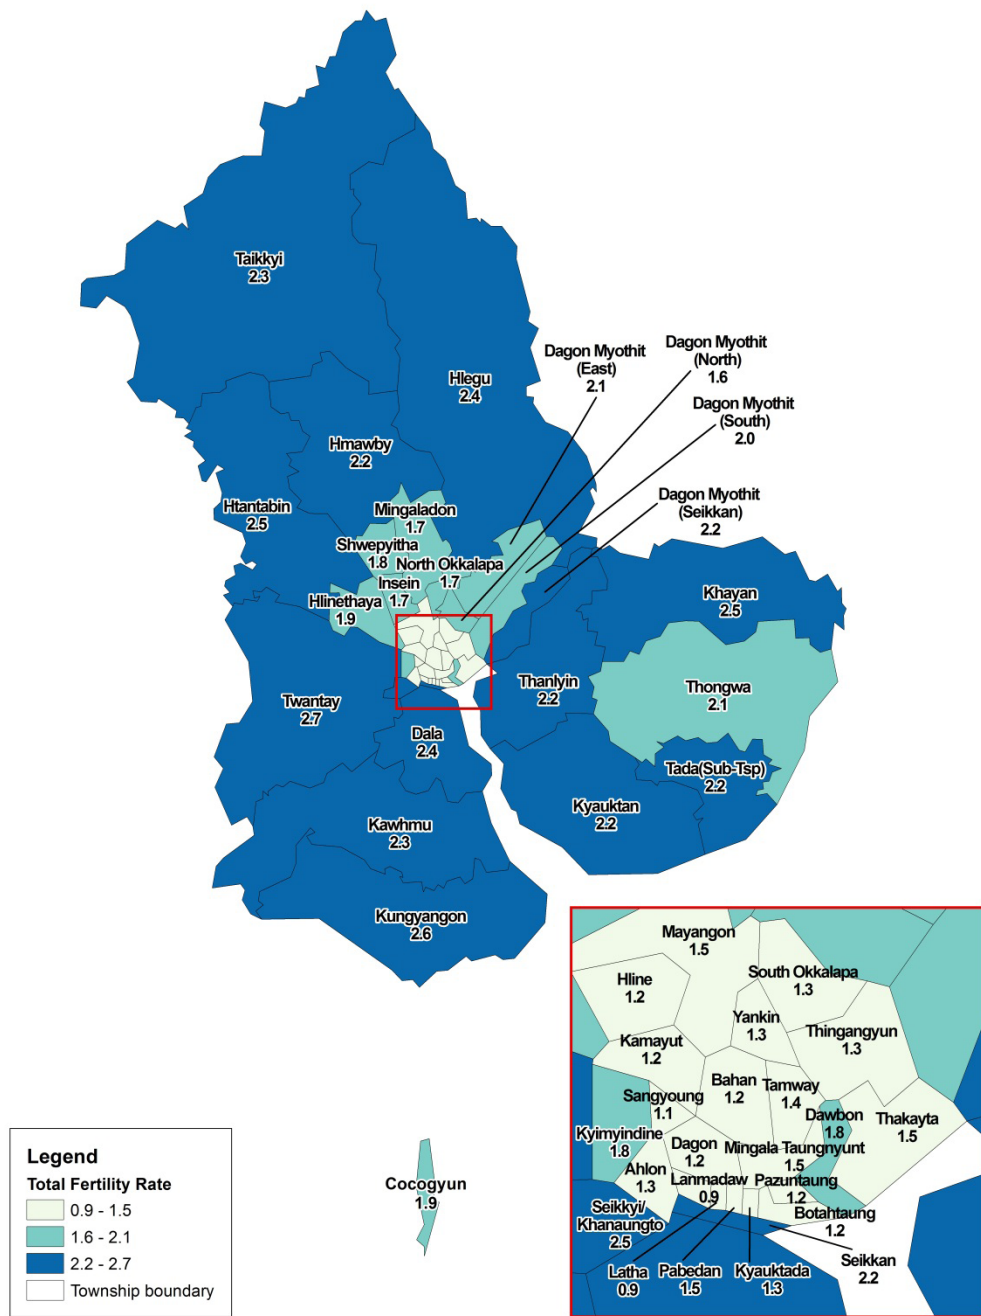 Taikkyi
2.3
Hlegu
2.4
Dagon Myothit
(East)
2.1
Dagon Myothit
(North)
1.6
Dagon Myothit
(South)
2.0
Dagon Myothit
(Seikkan)
2.2
Hmawby
2.2
Htantabin
2.5
Mingaladon
1.7
Shwepyitha
1.8
North Okkalapa
1.7
Insein
1.7
Hlinethaya
1.9
Khayan
2.5
Thongwa
2.1
Thanlyin
2.2
Twantay
2.7
Dala
2.4
Tada(Sub-Tsp)
2.2
Kyauktan
2.2
Kawhmu
2.3
Kungyangon
2.6
Cocogyun
1.9
Mayangon
1.5
Hline
1.2
South Okkalapa
1.3
Yankin
1.3
Thingangyun
1.3
Kamayut
1.2
Bahan
1.2
Tamway
1.4
Sangyoung
1.1
Dawbon
1.8
Thakayta
1.5
Kyimyindine
1.8
Dagon
1.2
Mingala Taungnyunt
1.5
Ahlon
1.3
Lanmadaw
0.9
Pazuntaung
1.2
Botahtaung
1.2
Seikkyi/
Khanaungto
2.5
Latha
0.9
Pabedan
1.5
Kyauktada
1.3
Seikkan
2.2
Legend
Total Fertility Rate
0.9 - 1.5
1.6 - 2.1
2.2 - 2.7
Township boundary